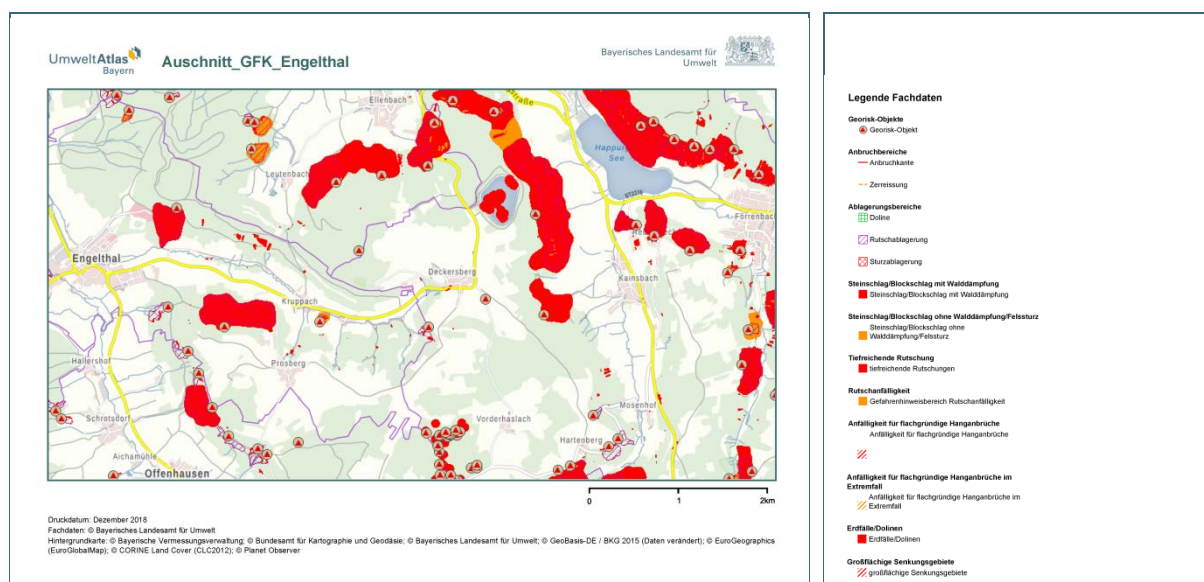 UmweltAtlas
Bayern
Auschnitt_GFK_Engelthal
Bayerisches Landesamt für
Umwelt
Ellenbach
straße
Happurg
See
Leutenbach
ST2236
Förrenbach
Engelthal
Deckersberg
Kainsbach
Kruppach
Hallershof
Prosberg
Schrotsdorf
Vorderhaslach
Mosenhof
Hartenberg
Aichamühle
Offenhausen
0 1 2km
Druckdatum: Dezember 2018
Fachdaten: © Bayerisches Landesamt für Umwelt
Hintergrundkarte: © Bayerische Vermessungsverwaltung; © Bundesamt für Kartographie und Geodäsie; © Bayerisches Landesamt für Umwelt; © GeoBasis-DE / BKG 2015 (Daten verändert); © EuroGeographics
(EuroGlobalMap); © CORINE Land Cover (CLC2012); © Planet Observer
Legende Fachdaten
Georisk-Objekte
Georisk-Objekt
Anbruchbereiche
Anbruchkante
Zerreissung
Ablagerungsbereiche
Doline
Rutschablagerung
Sturzablagerung
Steinschlag/Blockschlag mit Walddämpfung
Steinschlag/Blockschlag mit Walddämpfung
Steinschlag/Blockschlag ohne Walddämpfung/Felssturz
Steinschlag/Blockschlag ohne
Walddämpfung/Felssturz
Tiefreichende Rutschung
tiefreichende Rutschungen
Rutschanfälligkeit
Gefahrenhinweisbereich Rutschanfälligkeit
Anfälligkeit für flachgründige Hanganbrüche
Anfälligkeit für flachgründige Hanganbrüche
Anfälligkeit für flachgründige Hanganbrüche im
Extremfall
Anfälligkeit für flachgründige Hanganbrüche im
Extremfall
Erdfälle/Dolinen
Erdfälle/Dolinen
Großflächige Senkungsgebiete
großflächige Senkungsgebiete